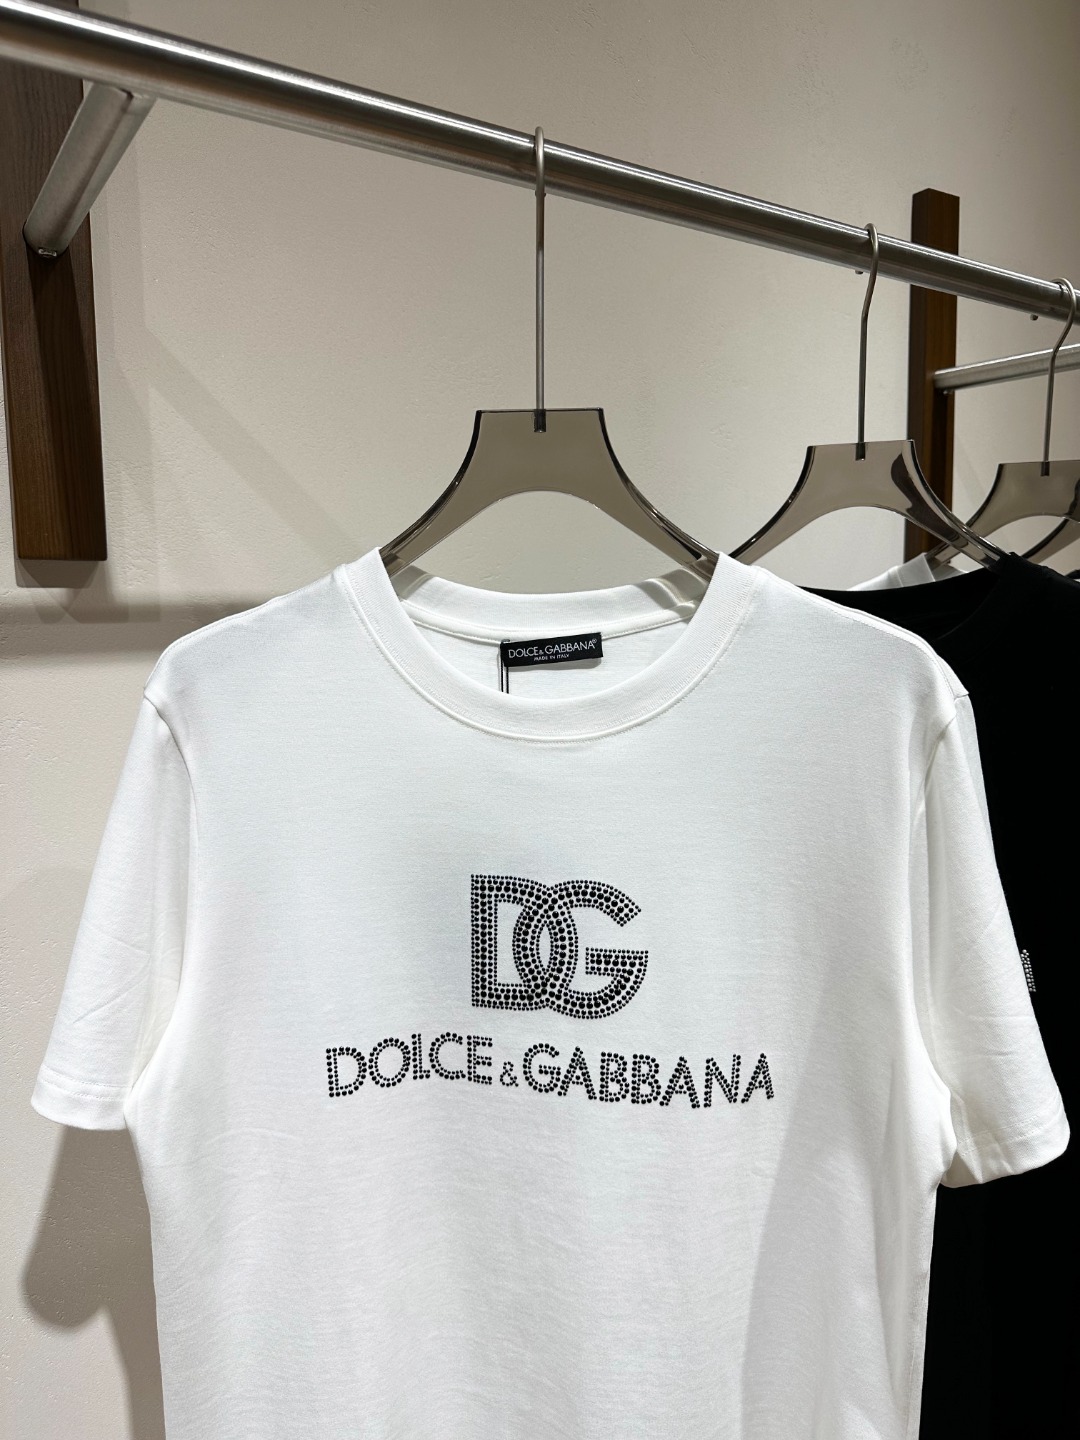 DOLCE & GABBANA®
MADE IN ITALY
DG
DOLCE & GABBANA